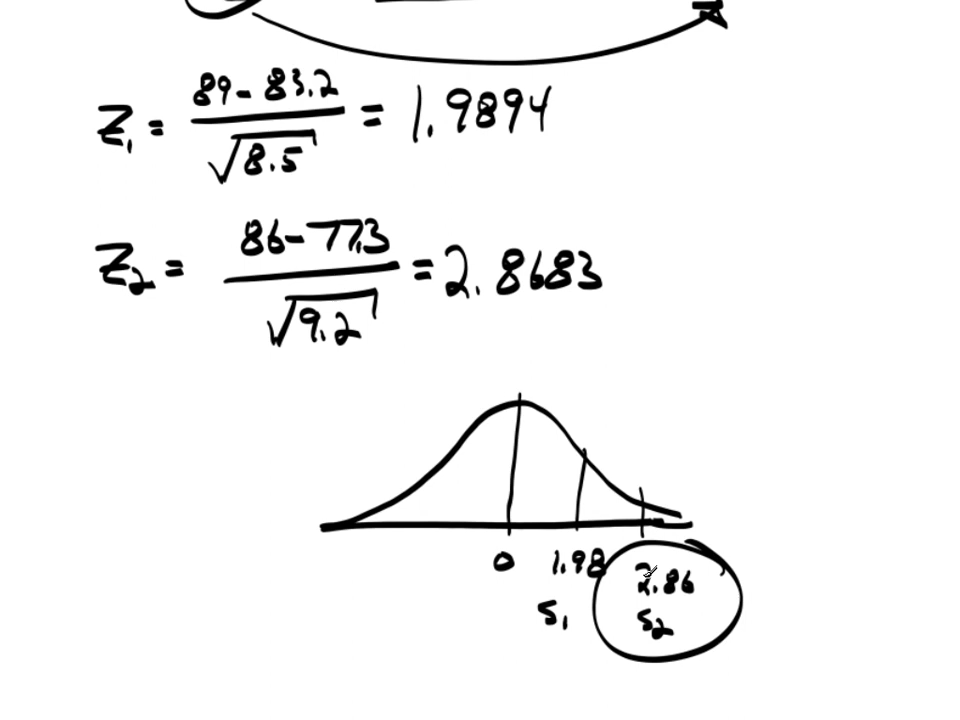 Z₁ = (89 - 83.2) / √8.5 = 1.9894
Z₂ = (86 - 77.3) / √9.2 = 2.8683
0 1.98 2.86
S₁ S₂